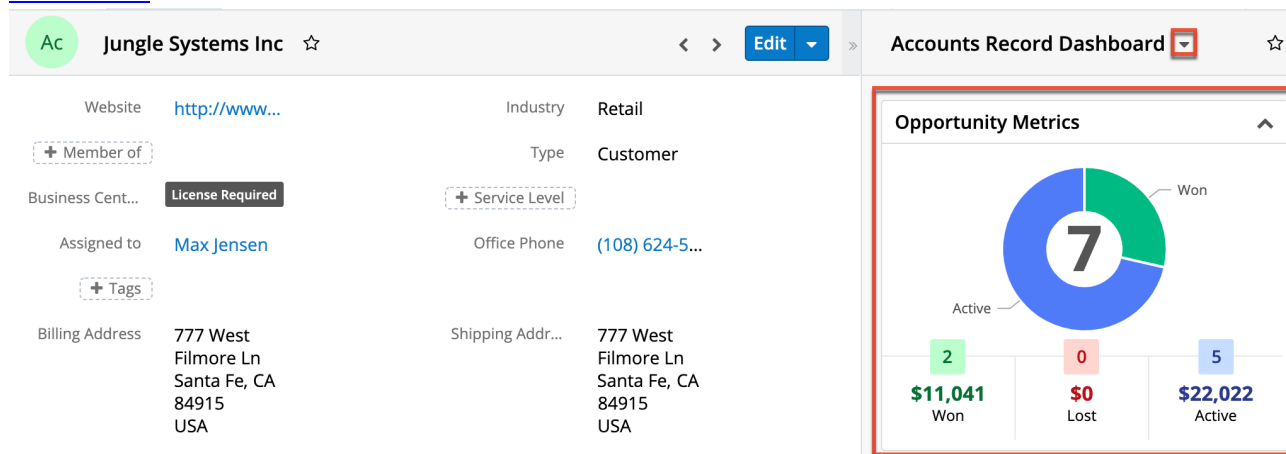 Ac
Jungle Systems Inc
Edit
Accounts Record Dashboard
Website
http://www...
Industry
Retail
+ Member of
Type
Customer
Business Cent...
License Required
+ Service Level
Assigned to
Max Jensen
Office Phone
(108) 624-5...
+ Tags
Billing Address
777 West
Filmore Ln
Santa Fe, CA
84915
USA
Shipping Addr...
777 West
Filmore Ln
Santa Fe, CA
84915
USA
Opportunity Metrics
Won
7
Active
2
$11,041
Won
0
$0
Lost
5
$22,022
Active